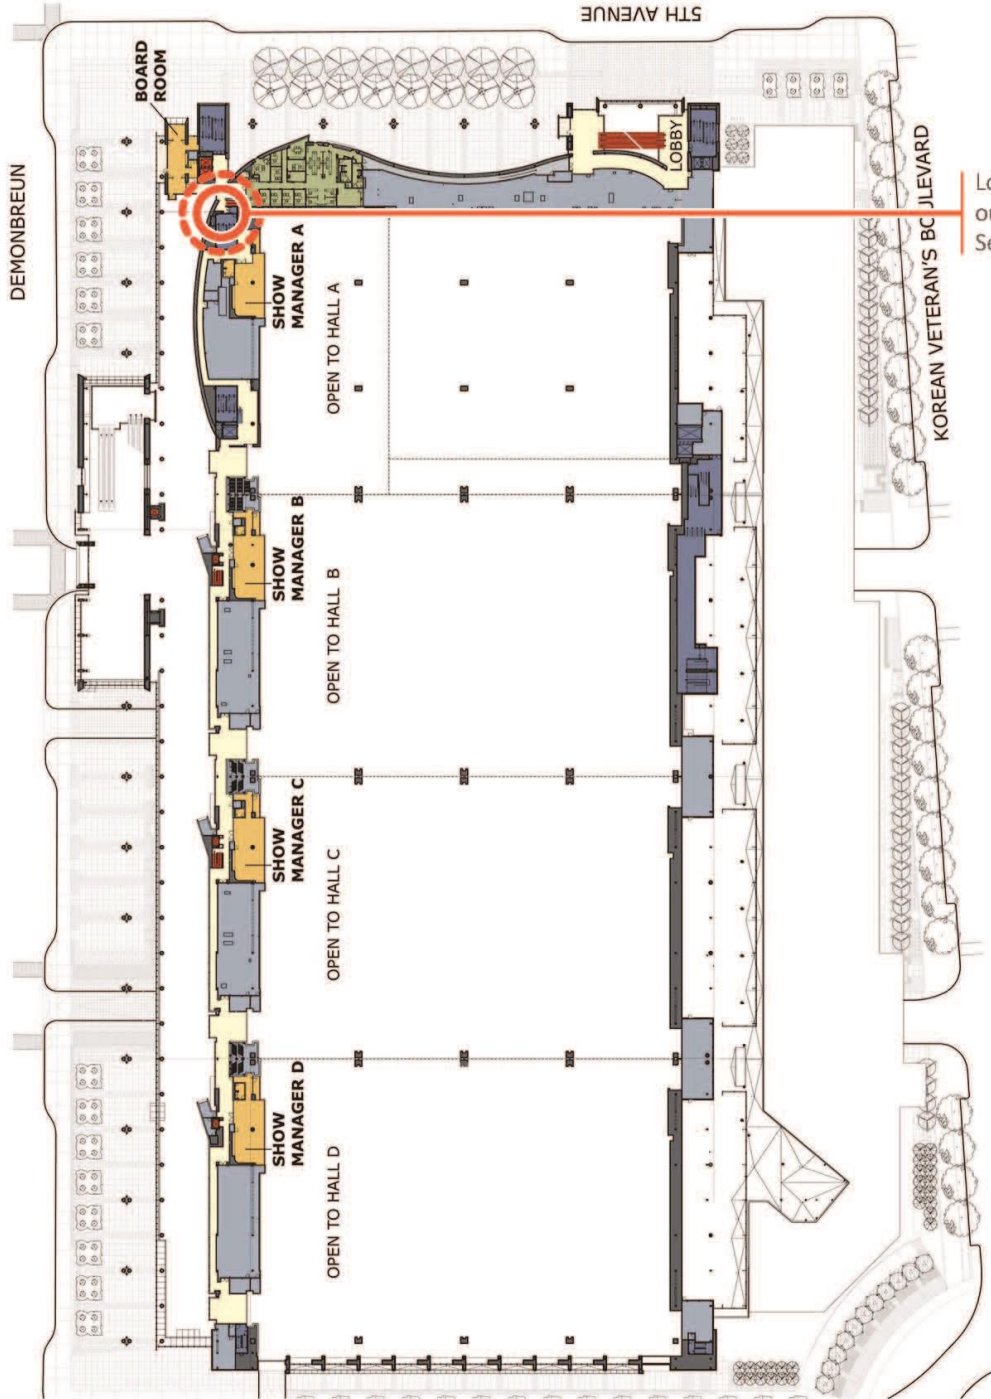 5TH AVENUE
DEMONBREUN
BOARD
ROOM
LOBBY
KOREAN VETERAN'S BOULEVARD
SHOW
MANAGER A
OPEN TO HALL A
SHOW
MANAGER B
OPEN TO HALL B
SHOW
MANAGER C
OPEN TO HALL C
SHOW
MANAGER D
OPEN TO HALL D